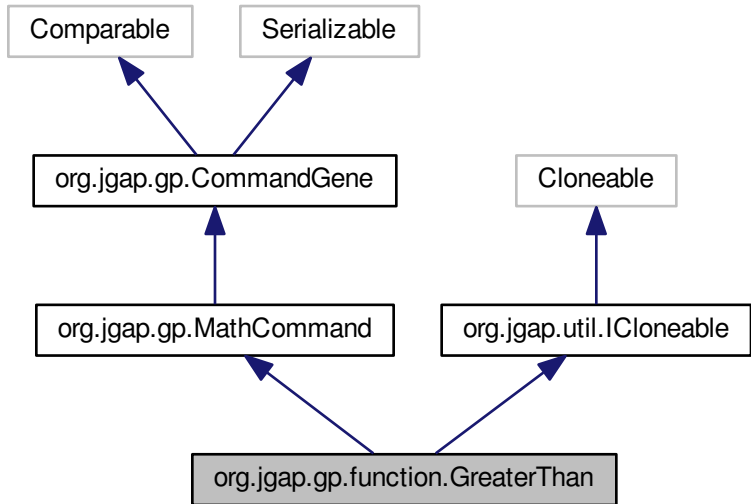 Comparable
Serializable
org.jgap.gp.CommandGene
Cloneable
org.jgap.gp.MathCommand
org.jgap.util.ICloneable
org.jgap.gp.function.GreaterThan